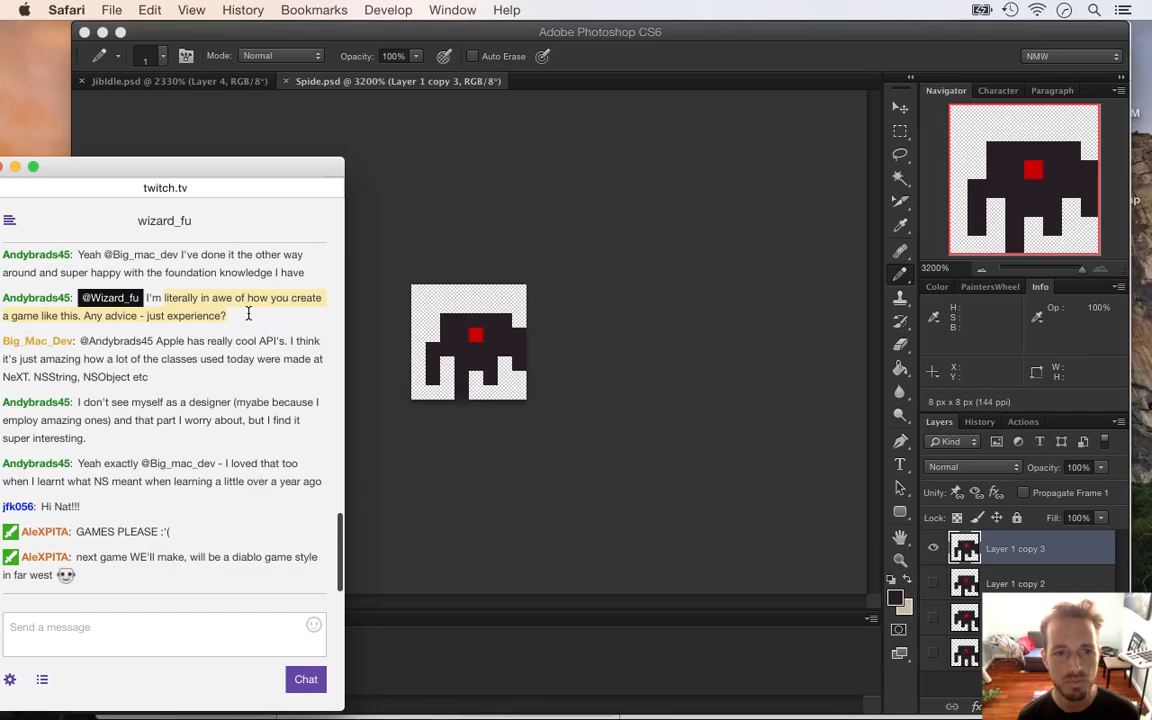 Safari File Edit View History Bookmarks Develop Window Help
Adobe Photoshop CS6
1 Mode: Normal Opacity: 100% Auto Erase NMW
× JibIdle.psd @ 2330% (Layer 4, RGB/8*) × Spide.psd @ 3200% (Layer 1 copy 3, RGB/8*)
Navigator Character Paragraph
twitch.tv
wizard_fu
Andybrads45: Yeah @Big_mac_dev I've done it the other way
around and super happy with the foundation knowledge I have
Andybrads45: @Wizard_fu I'm literally in awe of how you create
a game like this. Any advice - just experience?
Big_Mac_Dev: @Andybrads45 Apple has really cool API's. I think
it's just amazing how a lot of the classes used today were made at
NeXT. NSString, NSObject etc
Andybrads45: I don't see myself as a designer (myabe because I
employ amazing ones) and that part I worry about, but I find it
super interesting.
Andybrads45: Yeah exactly @Big_mac_dev - I loved that too
when I learnt what NS meant when learning a little over a year ago
jfk056: Hi Nat!!!
AleXPITA: GAMES PLEASE :'(
AleXPITA: next game WE'll make, will be a diablo game style
in far west
Send a message
Chat
3200%
Color PaintersWheel Info
H: Op: 100%
S:
B:
X: W:
Y: H:
8 px x 8 px (144 ppi)
Layers History Actions
Kind
Normal Opacity: 100%
Unify: Propagate Frame 1
Lock: Fill: 100%
Layer 1 copy 3
Layer 1 copy 2
fx